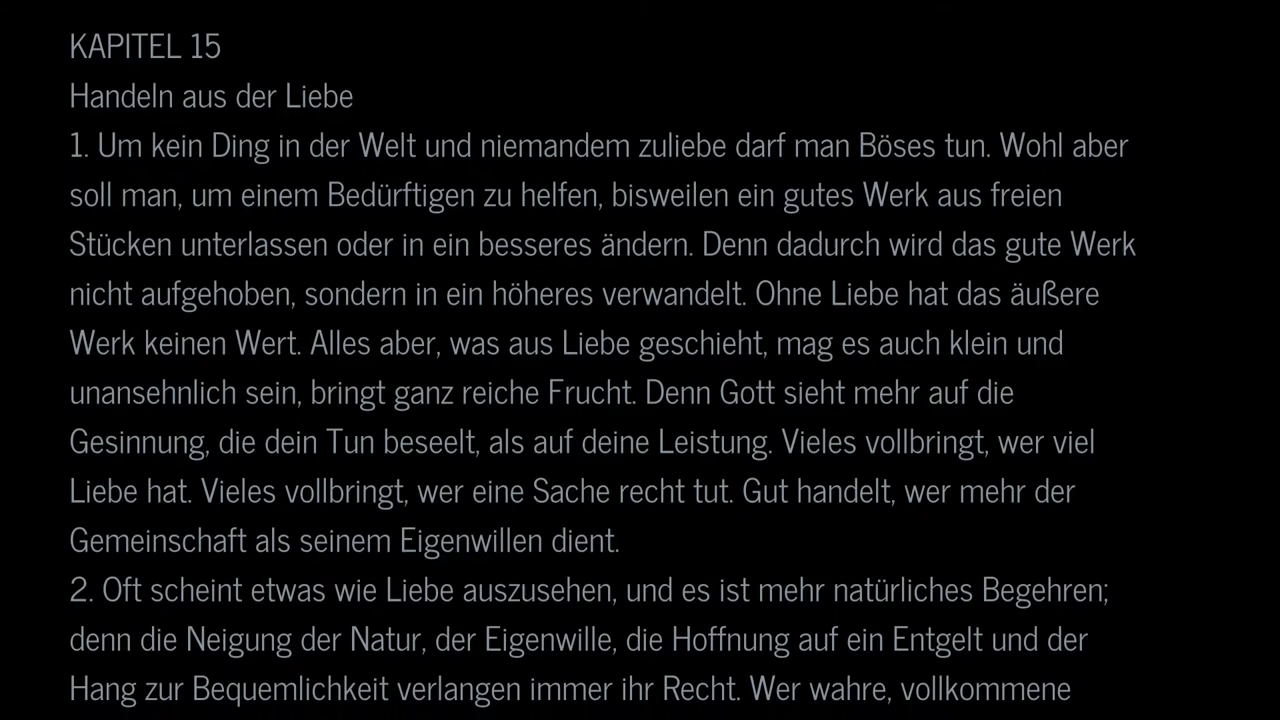 KAPITEL 15
Handeln aus der Liebe
1. Um kein Ding in der Welt und niemandem zuliebe darf man Böses tun. Wohl aber
soll man, um einem Bedürftigen zu helfen, bisweilen ein gutes Werk aus freien
Stücken unterlassen oder in ein besseres ändern. Denn dadurch wird das gute Werk
nicht aufgehoben, sondern in ein höheres verwandelt. Ohne Liebe hat das äußere
Werk keinen Wert. Alles aber, was aus Liebe geschieht, mag es auch klein und
unansehnlich sein, bringt ganz reiche Frucht. Denn Gott sieht mehr auf die
Gesinnung, die dein Tun beseelt, als auf deine Leistung. Vieles vollbringt, wer viel
Liebe hat. Vieles vollbringt, wer eine Sache recht tut. Gut handelt, wer mehr der
Gemeinschaft als seinem Eigenwillen dient.
2. Oft scheint etwas wie Liebe auszusehen, und es ist mehr natürliches Begehren;
denn die Neigung der Natur, der Eigenwille, die Hoffnung auf ein Entgelt und der
Hang zur Bequemlichkeit verlangen immer ihr Recht. Wer wahre, vollkommene